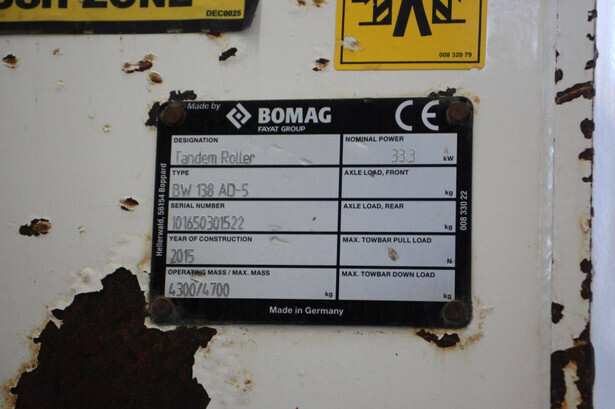 DEC0025
008 320 79
Made by
BOMAG
FAYAT GROUP
CE
DESIGNATION
Tandem Roller
NOMINAL POWER
33.3 kW
TYPE
BW 138 AD-5
AXLE LOAD, FRONT
kg
SERIAL NUMBER
101650301522
AXLE LOAD, REAR
kg
YEAR OF CONSTRUCTION
2015
MAX. TOWBAR PULL LOAD
N
OPERATING MASS / MAX. MASS
4300/4700 kg
MAX. TOWBAR DOWN LOAD
kg
Made in Germany
Hellerwald, 56154 Boppard
008 330 22